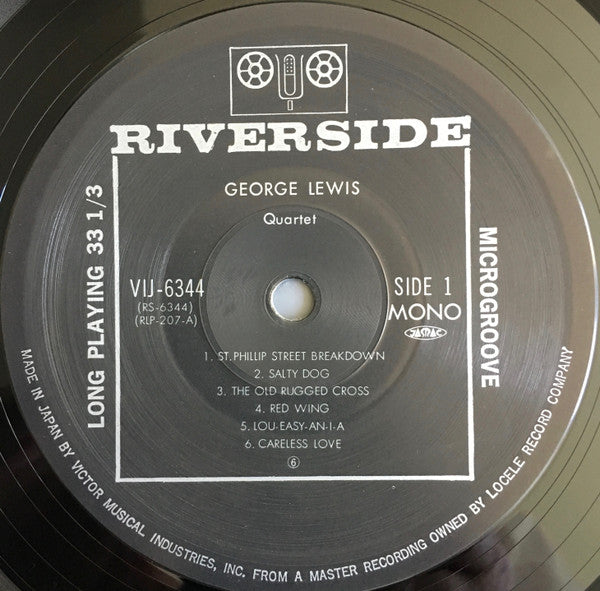 RIVERSIDE
GEORGE LEWIS
Quartet
LONG PLAYING 33 1/3
MICROGROOVE
VIJ-6344
(RS-6344)
(RLP-207-A)
SIDE 1
MONO
JASRAC
1. ST. PHILLIP STREET BREAKDOWN
2. SALTY DOG
3. THE OLD RUGGED CROSS
4. RED WING
5. LOU-EASY-AN-I-A
6. CARELESS LOVE
⑥
MADE IN JAPAN BY VICTOR MUSICAL INDUSTRIES, INC. FROM A MASTER RECORDING OWNED BY LOCELE RECORD COMPANY